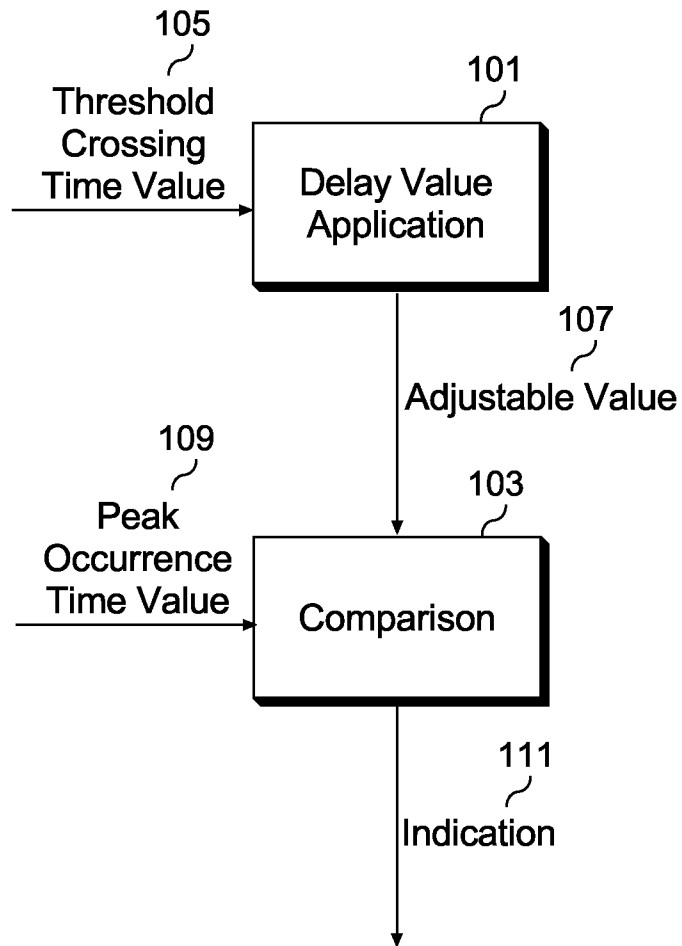 105
Threshold
Crossing
Time Value
101
Delay Value
Application
107
Adjustable Value
109
Peak
Occurrence
Time Value
103
Comparison
111
Indication